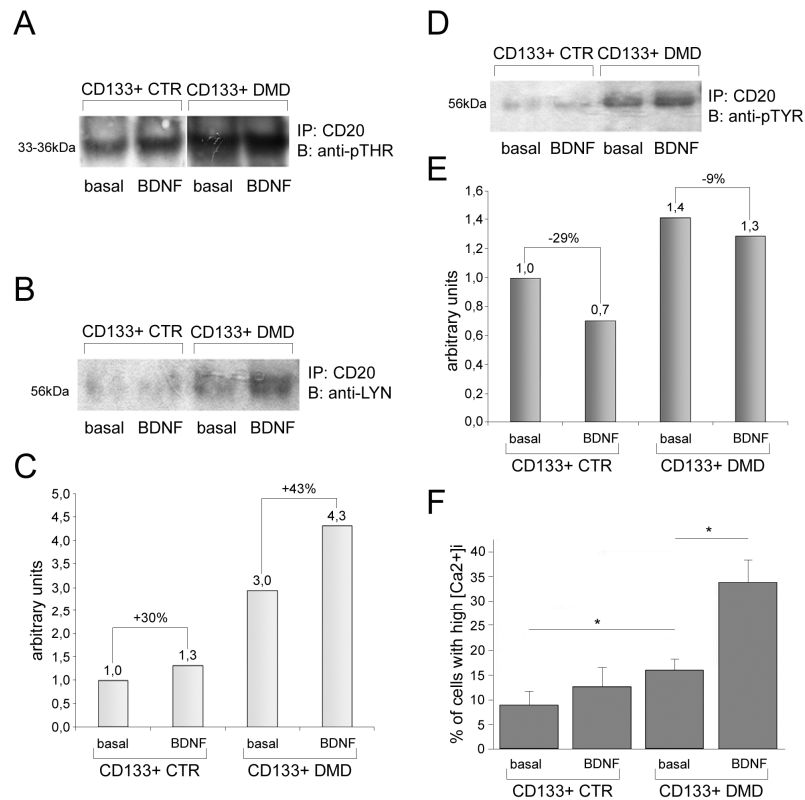 A
CD133+ CTR CD133+ DMD
33-36kDa
IP: CD20
B: anti-pTHR
basal BDNF basal BDNF
B
CD133+ CTR CD133+ DMD
56kDa
IP: CD20
B: anti-LYN
basal BDNF basal BDNF
C
arbitrary units
5,0
4,5
4,0
3,5
3,0
2,5
2,0
1,5
1,0
0,5
0,0
+30%
+43%
1,0
1,3
3,0
4,3
basal BDNF basal BDNF
CD133+ CTR CD133+ DMD
D
CD133+ CTR CD133+ DMD
56kDa
IP: CD20
B: anti-pTYR
basal BDNF basal BDNF
E
arbitrary units
1,6
1,4
1,2
1,0
0,8
0,6
0,4
0,2
0,0
-29%
-9%
1,0
0,7
1,4
1,3
basal BDNF basal BDNF
CD133+ CTR CD133+ DMD
F
% of cells with high [Ca2+]i
40
35
30
25
20
15
10
5
0
*
*
basal BDNF basal BDNF
CD133+ CTR CD133+ DMD